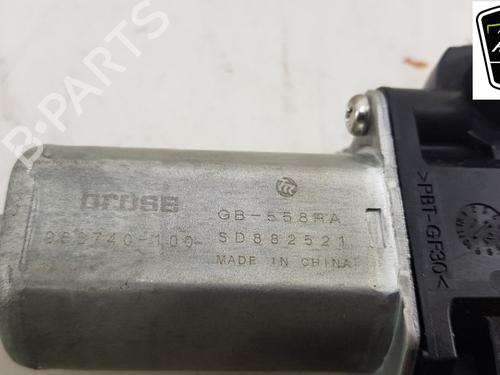 B-PARTS
brose
GB-558RA
SD882521
MADE IN CHINA
>PBT-GF30<